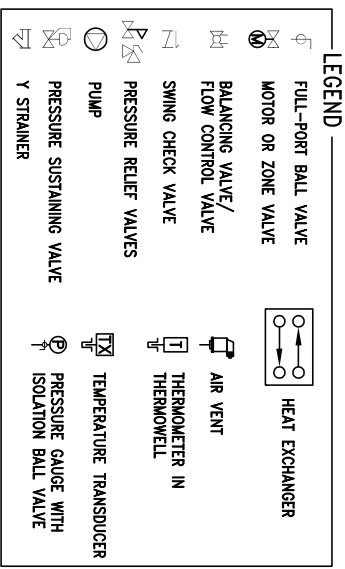 LEGEND
FULL-PORT BALL VALVE
M
MOTOR OR ZONE VALVE
BALANCING VALVE/
FLOW CONTROL VALVE
SWING CHECK VALVE
PRESSURE RELIEF VALVES
PUMP
PRESSURE SUSTAINING VALVE
Y STRAINER
HEAT EXCHANGER
AIR VENT
T
THERMOMETER IN
THERMOWELL
TX
TEMPERATURE TRANSDUCER
P
PRESSURE GAUGE WITH
ISOLATION BALL VALVE